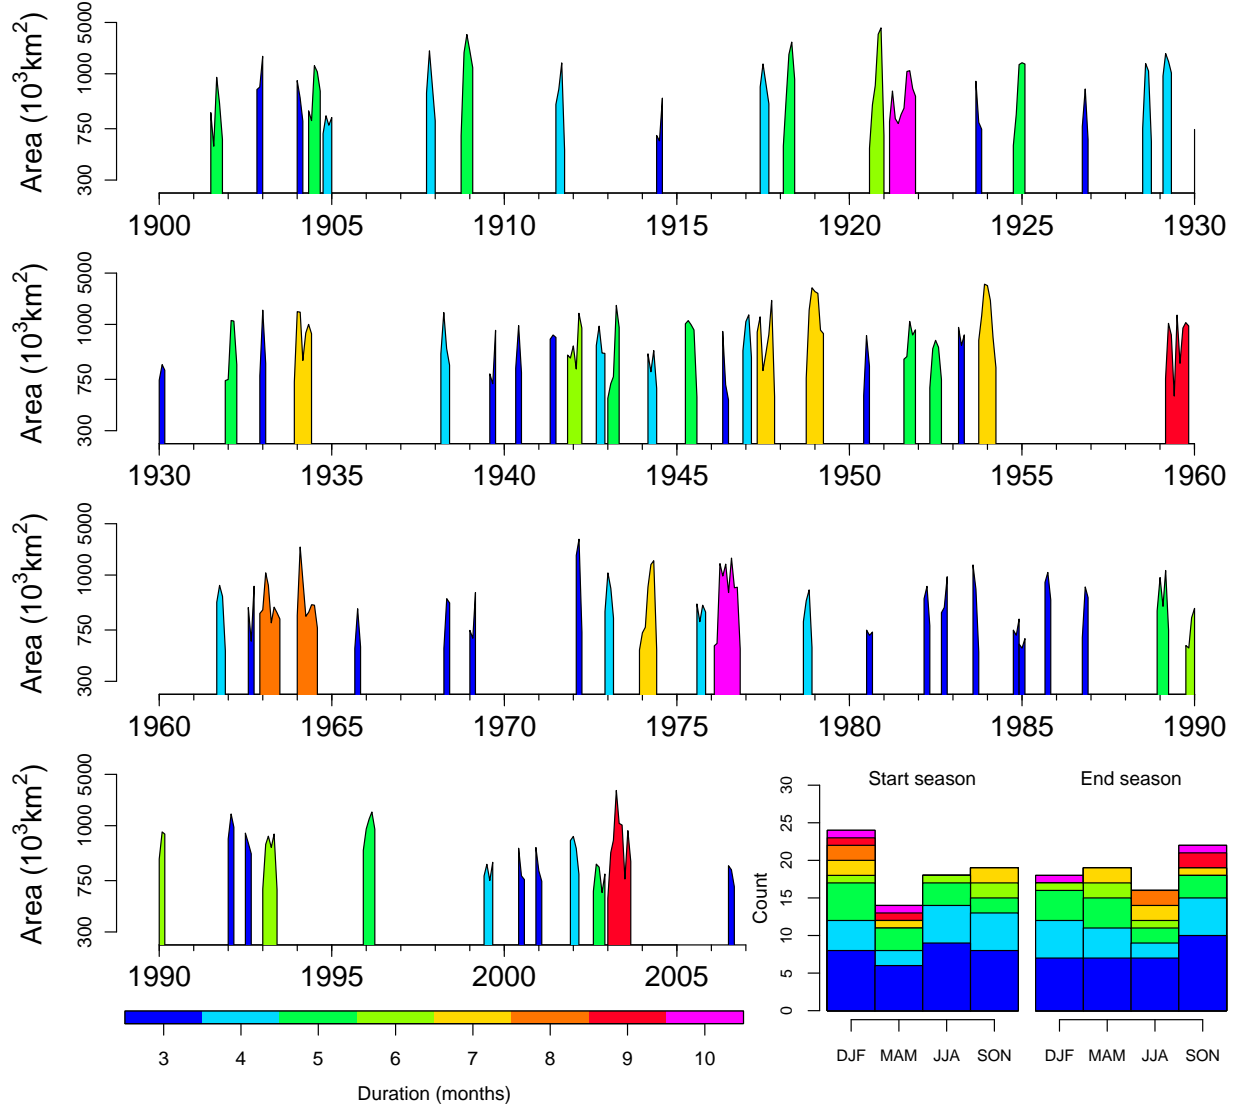 Area (10³km²)
5000
1000
750
300
1900 1905 1910 1915 1920 1925 1930
Area (10³km²)
5000
1000
750
300
1930 1935 1940 1945 1950 1955 1960
Area (10³km²)
5000
1000
750
300
1960 1965 1970 1975 1980 1985 1990
Area (10³km²)
5000
1000
750
300
1990 1995 2000 2005
3 4 5 6 7 8 9 10
Duration (months)
Start season End season
Count
30
25
20
15
10
5
0
DJF MAM JJA SON DJF MAM JJA SON